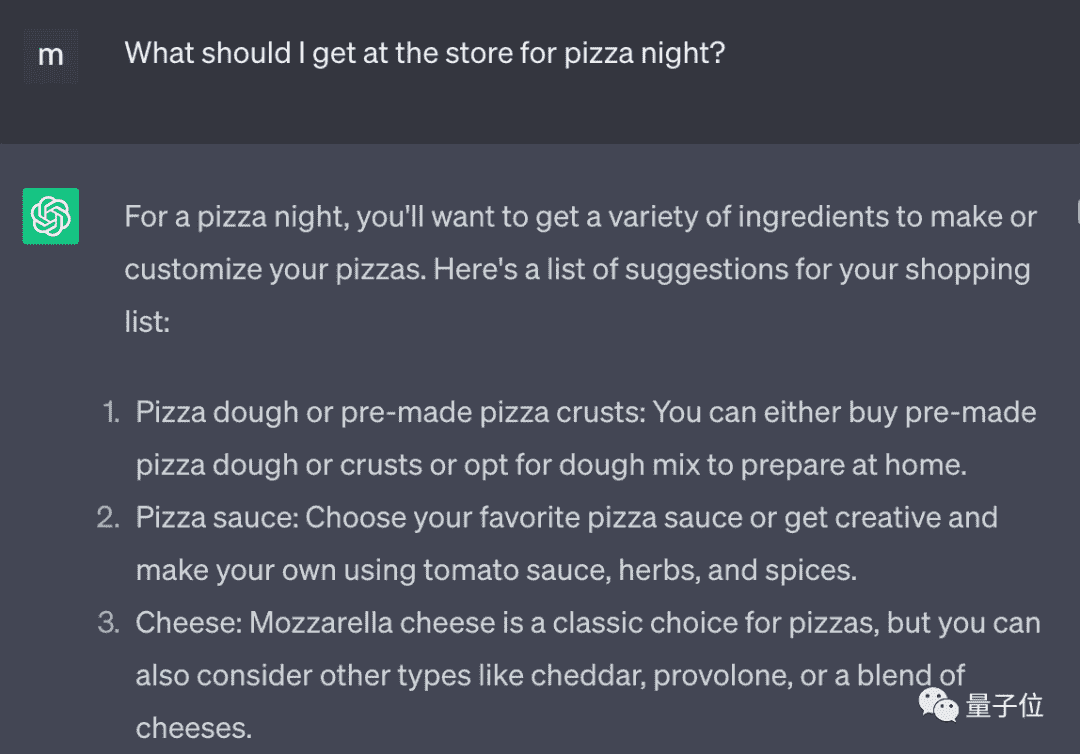 m
What should I get at the store for pizza night?
For a pizza night, you'll want to get a variety of ingredients to make or
customize your pizzas. Here's a list of suggestions for your shopping
list:
1. Pizza dough or pre-made pizza crusts: You can either buy pre-made
pizza dough or crusts or opt for dough mix to prepare at home.
2. Pizza sauce: Choose your favorite pizza sauce or get creative and
make your own using tomato sauce, herbs, and spices.
3. Cheese: Mozzarella cheese is a classic choice for pizzas, but you can
also consider other types like cheddar, provolone, or a blend of
cheeses.
量子位